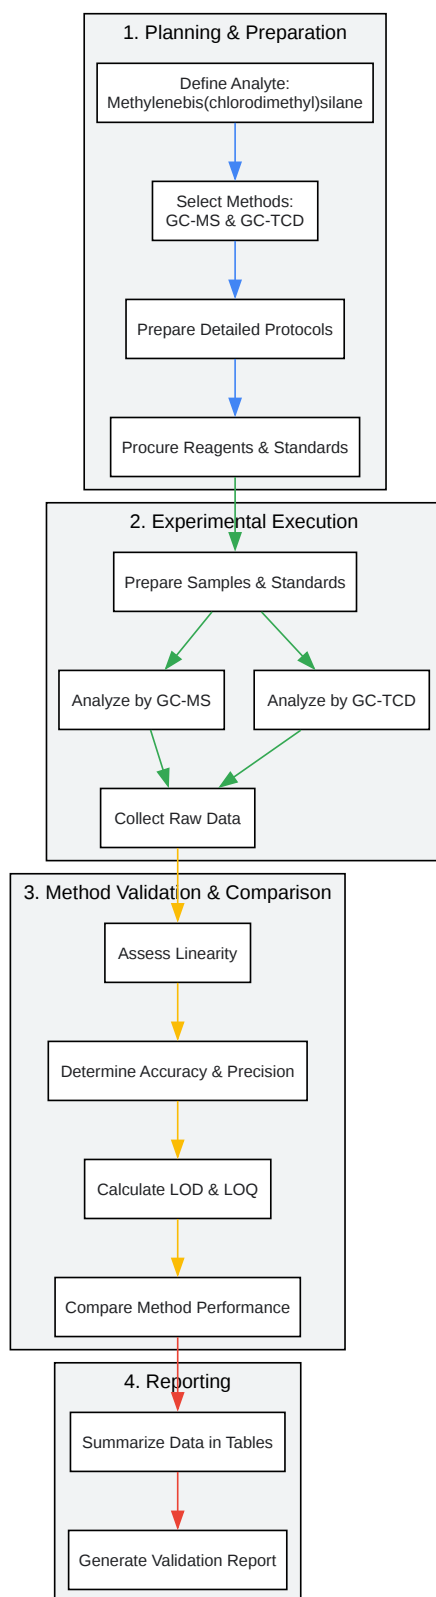 1. Planning & Preparation
Define Analyte:
Methylenebis(chlorodimethyl)silane
Select Methods:
GC-MS & GC-TCD
Prepare Detailed Protocols
Procure Reagents & Standards
2. Experimental Execution
Prepare Samples & Standards
Analyze by GC-MS
Analyze by GC-TCD
Collect Raw Data
3. Method Validation & Comparison
Assess Linearity
Determine Accuracy & Precision
Calculate LOD & LOQ
Compare Method Performance
4. Reporting
Summarize Data in Tables
Generate Validation Report